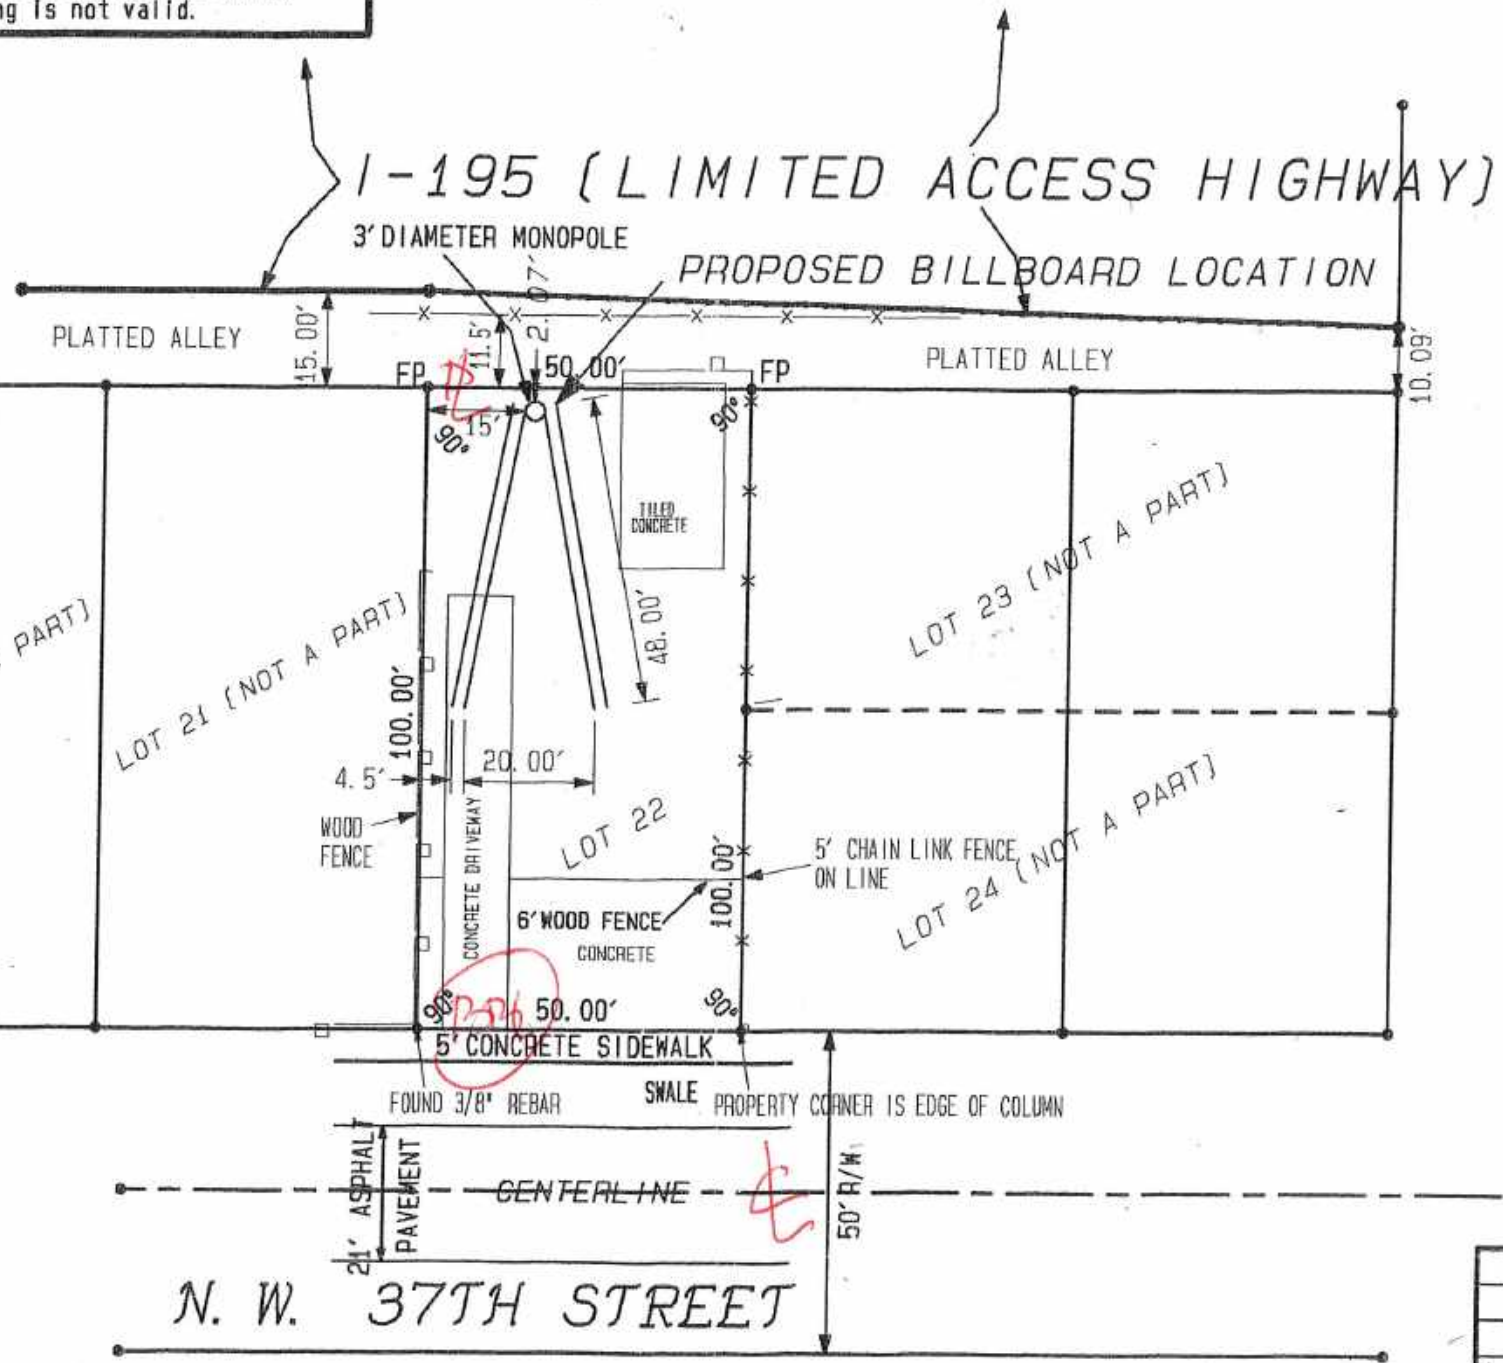 ng is not valid.
I-195 (LIMITED ACCESS HIGHWAY)
3' DIAMETER MONOPOLE
PROPOSED BILLBOARD LOCATION
PLATTED ALLEY
15.00'
11.5'
2.07'
50.00'
PLATTED ALLEY
10.09'
FP
FP
15'
90°
90°
TILED
CONCRETE
PART)
LOT 21 (NOT A PART)
LOT 23 (NOT A PART)
48.00'
100.00'
4.5'
20.00'
WOOD
FENCE
CONCRETE DRIVEWAY
LOT 22
100.00'
5' CHAIN LINK FENCE
ON LINE
LOT 24 (NOT A PART)
6' WOOD FENCE
CONCRETE
90°
50.00'
90°
5' CONCRETE SIDEWALK
SWALE
FOUND 3/8" REBAR
PROPERTY CORNER IS EDGE OF COLUMN
21' ASPHALT
PAVEMENT
CENTERLINE
50' R/W
N. W. 37TH STREET